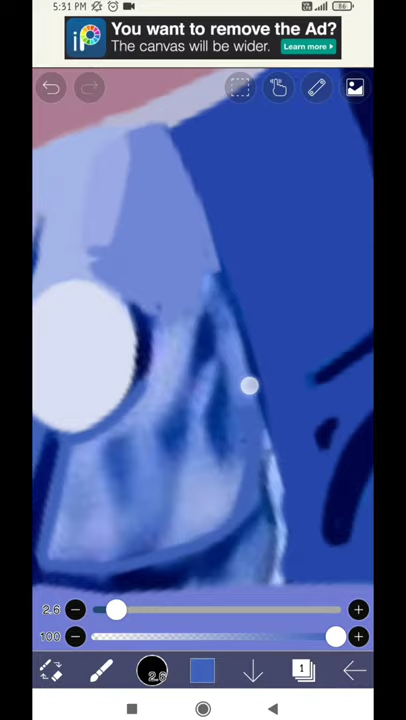 5:31 PM
86
You want to remove the Ad?
The canvas will be wider.
Learn more
2.6
100
2.6
1